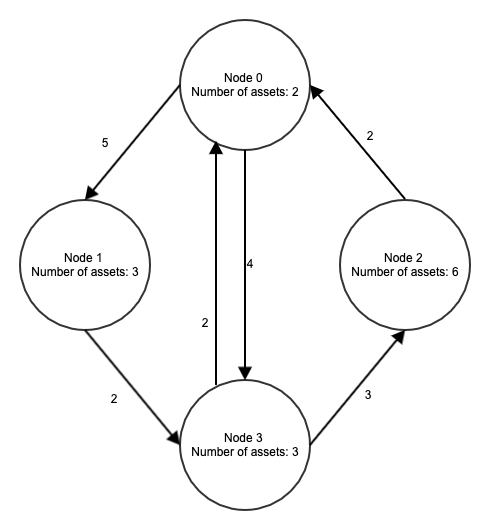 Node 0
Number of assets: 2
5
2
Node 1
Number of assets: 3
4
Node 2
Number of assets: 6
2
2
3
Node 3
Number of assets: 3